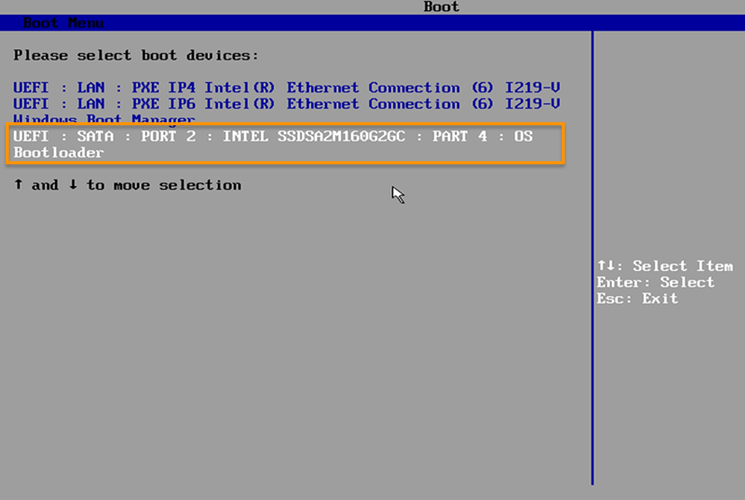 Boot
Boot Menu
Please select boot devices:
UEFI : LAN : PXE IP4 Intel(R) Ethernet Connection (6) I219-V
UEFI : LAN : PXE IP6 Intel(R) Ethernet Connection (6) I219-V
Windows Boot Manager
UEFI : SATA : PORT 2 : INTEL SSDSA2M160G2GC : PART 4 : OS
Bootloader
↑ and ↓ to move selection
↑↓: Select Item
Enter: Select
Esc: Exit